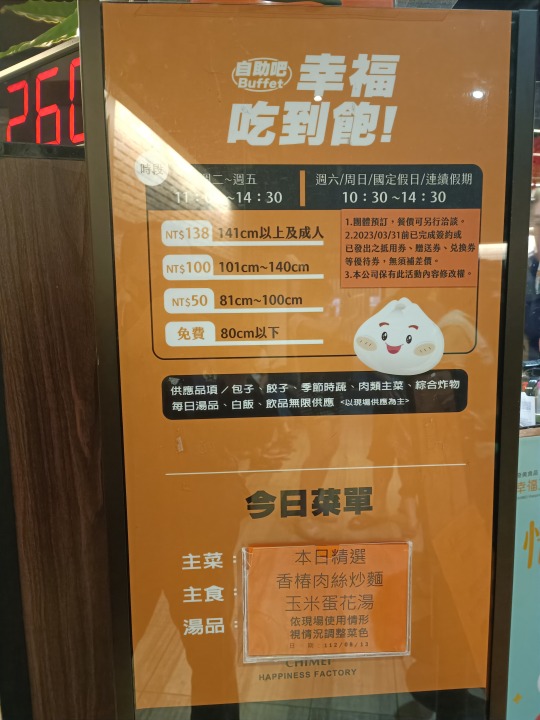 260
自助吧
Buffet
幸福
吃到飽!
時段
週二~週五
週六/周日/國定假日/連續假期
11:00~14:30
10:30~14:30
NT$138 141cm以上及成人
NT$100 101cm~140cm
NT$50 81cm~100cm
免費 80cm以下
1.團體預訂,餐價可另行洽談。
2.2023/03/31前已完成簽約或
已發出之抵用券、贈送券、兌換券
等優待券,無須補差價。
3.本公司保有此活動內容修改權。
供應品項/包子、餃子、季節時蔬、肉類主菜、綜合炸物
每日湯品、白飯、飲品無限供應 <以現場供應為主>
今日菜單
主菜:
主食:
湯品:
本日精選
香椿肉絲炒麵
玉米蛋花湯
依現場使用情形
視情況調整菜色
CHIMEI
HAPPINESS FACTORY
幸福